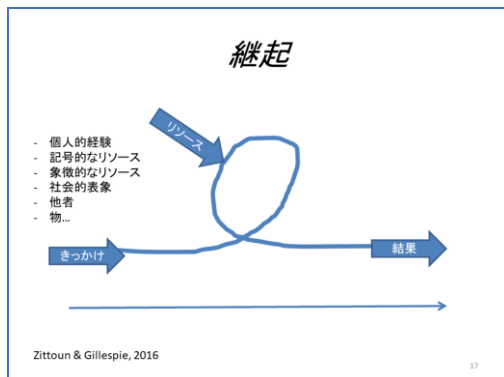 継起
リソース
- 個人的経験
- 記号的なリソース
- 象徴的なリソース
- 社会的表象
- 他者
- 物…
きっかけ
結果
Zittoun & Gillespie, 2016
17